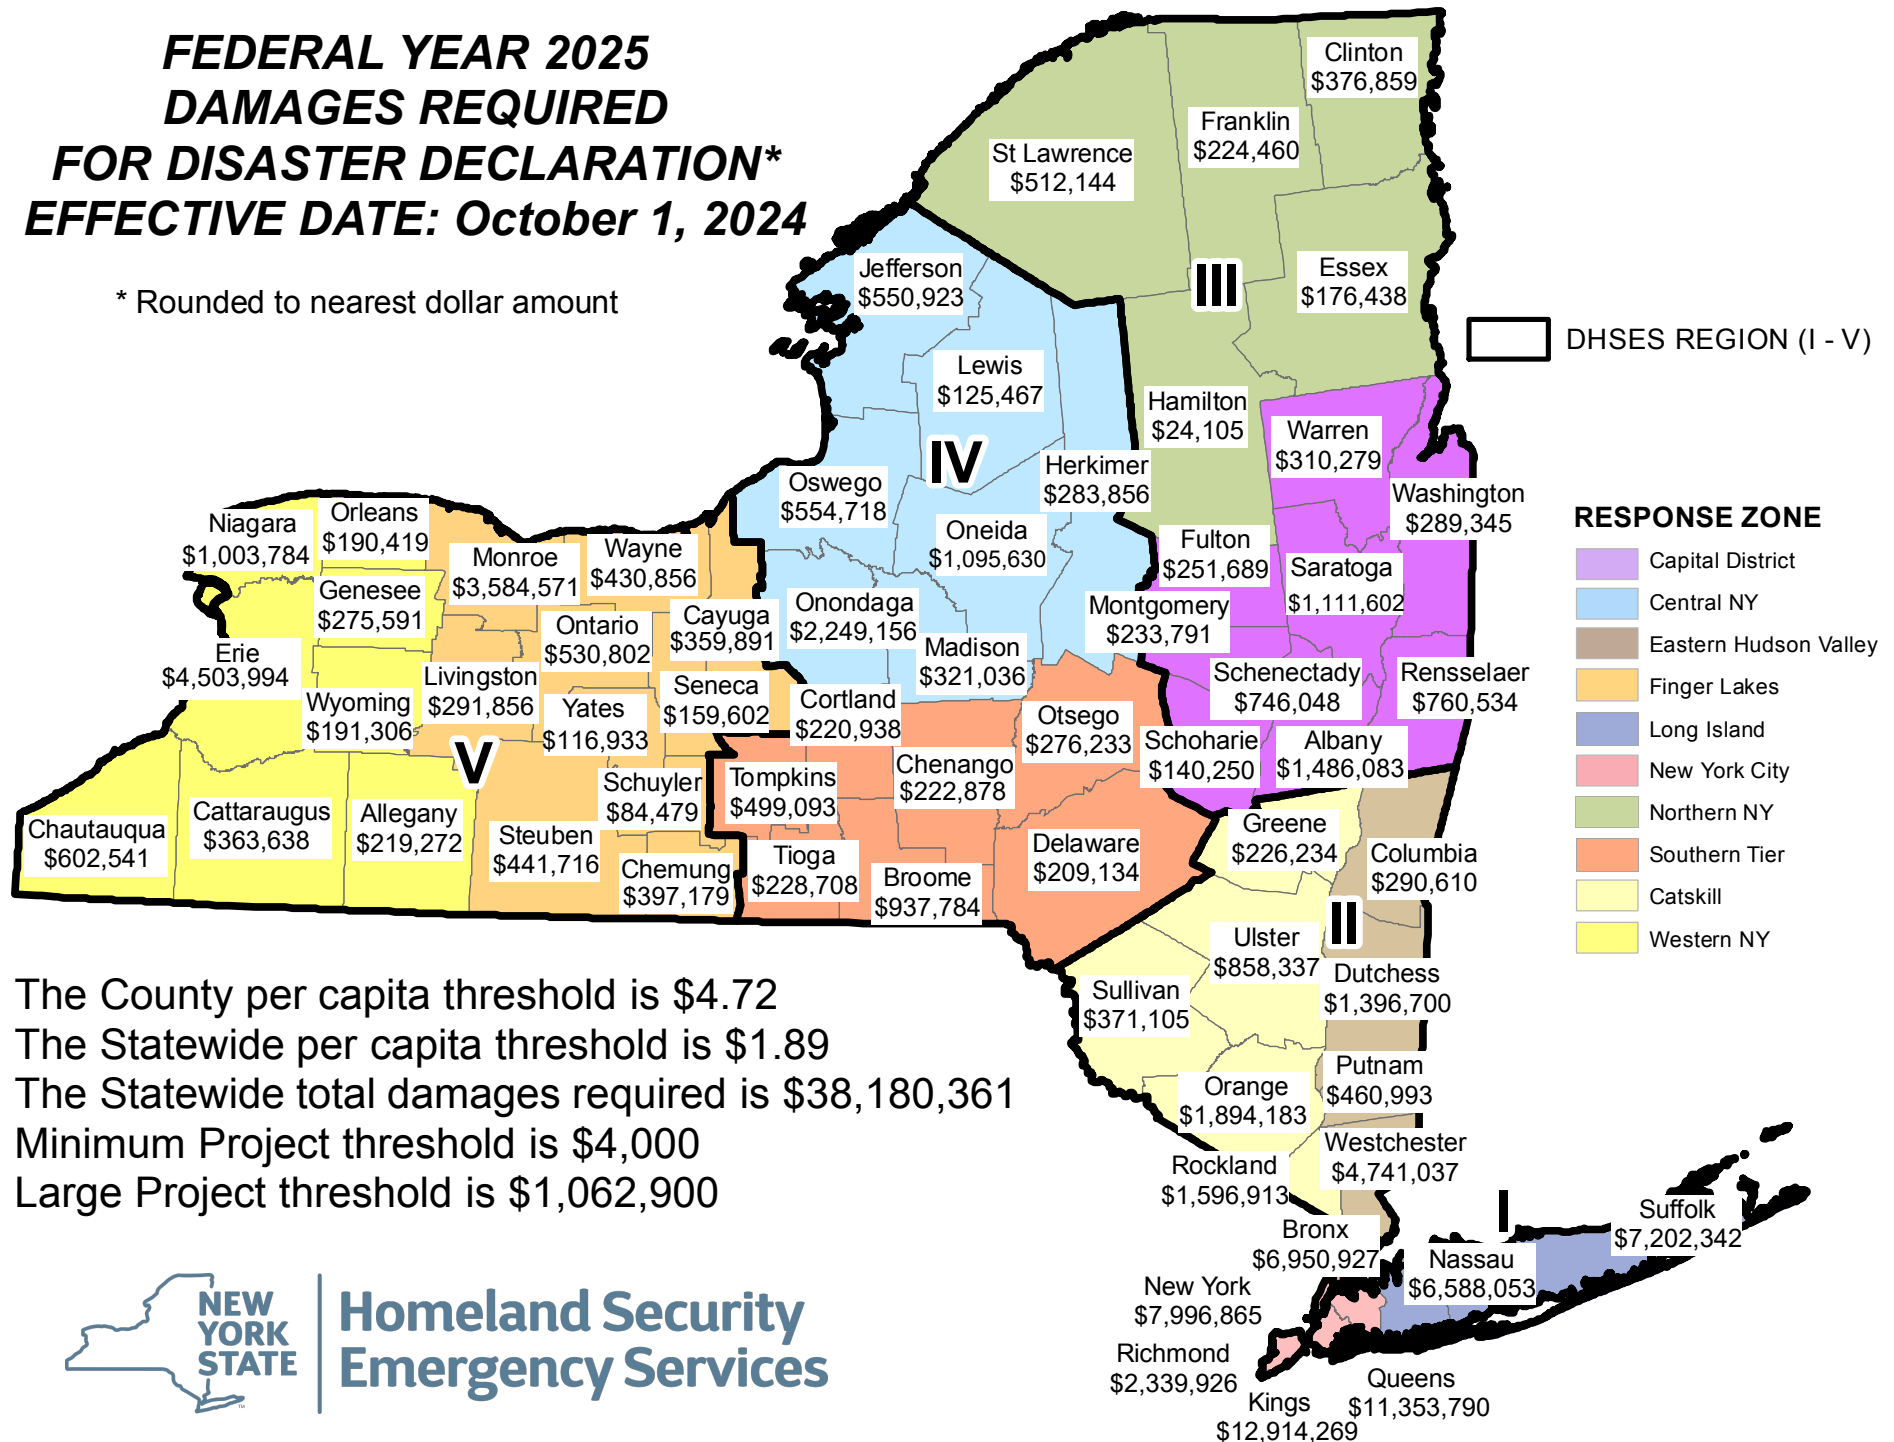 FEDERAL YEAR 2025
DAMAGES REQUIRED
FOR DISASTER DECLARATION*
EFFECTIVE DATE: October 1, 2024
* Rounded to nearest dollar amount
Clinton
$376,859
Franklin
$224,460
St Lawrence
$512,144
Essex
$176,438
III
Jefferson
$550,923
Lewis
$125,467
Hamilton
$24,105
Warren
$310,279
IV
Herkimer
$283,856
Oswego
$554,718
Washington
$289,345
Oneida
$1,095,630
Fulton
$251,689
Saratoga
$1,111,602
Niagara
$1,003,784
Orleans
$190,419
Monroe
$3,584,571
Wayne
$430,856
Genesee
$275,591
Ontario
$530,802
Cayuga
$359,891
Onondaga
$2,249,156
Madison
$321,036
Montgomery
$233,791
Erie
$4,503,994
Wyoming
$191,306
Livingston
$291,856
Yates
$116,933
Seneca
$159,602
Cortland
$220,938
Otsego
$276,233
Schenectady
$746,048
Rensselaer
$760,534
Schoharie
$140,250
Albany
$1,486,083
V
Chautauqua
$602,541
Cattaraugus
$363,638
Allegany
$219,272
Steuben
$441,716
Schuyler
$84,479
Chemung
$397,179
Tompkins
$499,093
Chenango
$222,878
Tioga
$228,708
Broome
$937,784
Delaware
$209,134
Greene
$226,234
Columbia
$290,610
II
Ulster
$858,337
Dutchess
$1,396,700
Sullivan
$371,105
Orange
$1,894,183
Putnam
$460,993
Westchester
$4,741,037
Rockland
$1,596,913
I
Suffolk
$7,202,342
Bronx
$6,950,927
Nassau
$6,588,053
New York
$7,996,865
Richmond
$2,339,926
Kings
$12,914,269
Queens
$11,353,790
DHSES REGION (I - V)
RESPONSE ZONE
Capital District
Central NY
Eastern Hudson Valley
Finger Lakes
Long Island
New York City
Northern NY
Southern Tier
Catskill
Western NY
The County per capita threshold is $4.72
The Statewide per capita threshold is $1.89
The Statewide total damages required is $38,180,361
Minimum Project threshold is $4,000
Large Project threshold is $1,062,900
NEW
YORK
STATE
™
Homeland Security
Emergency Services